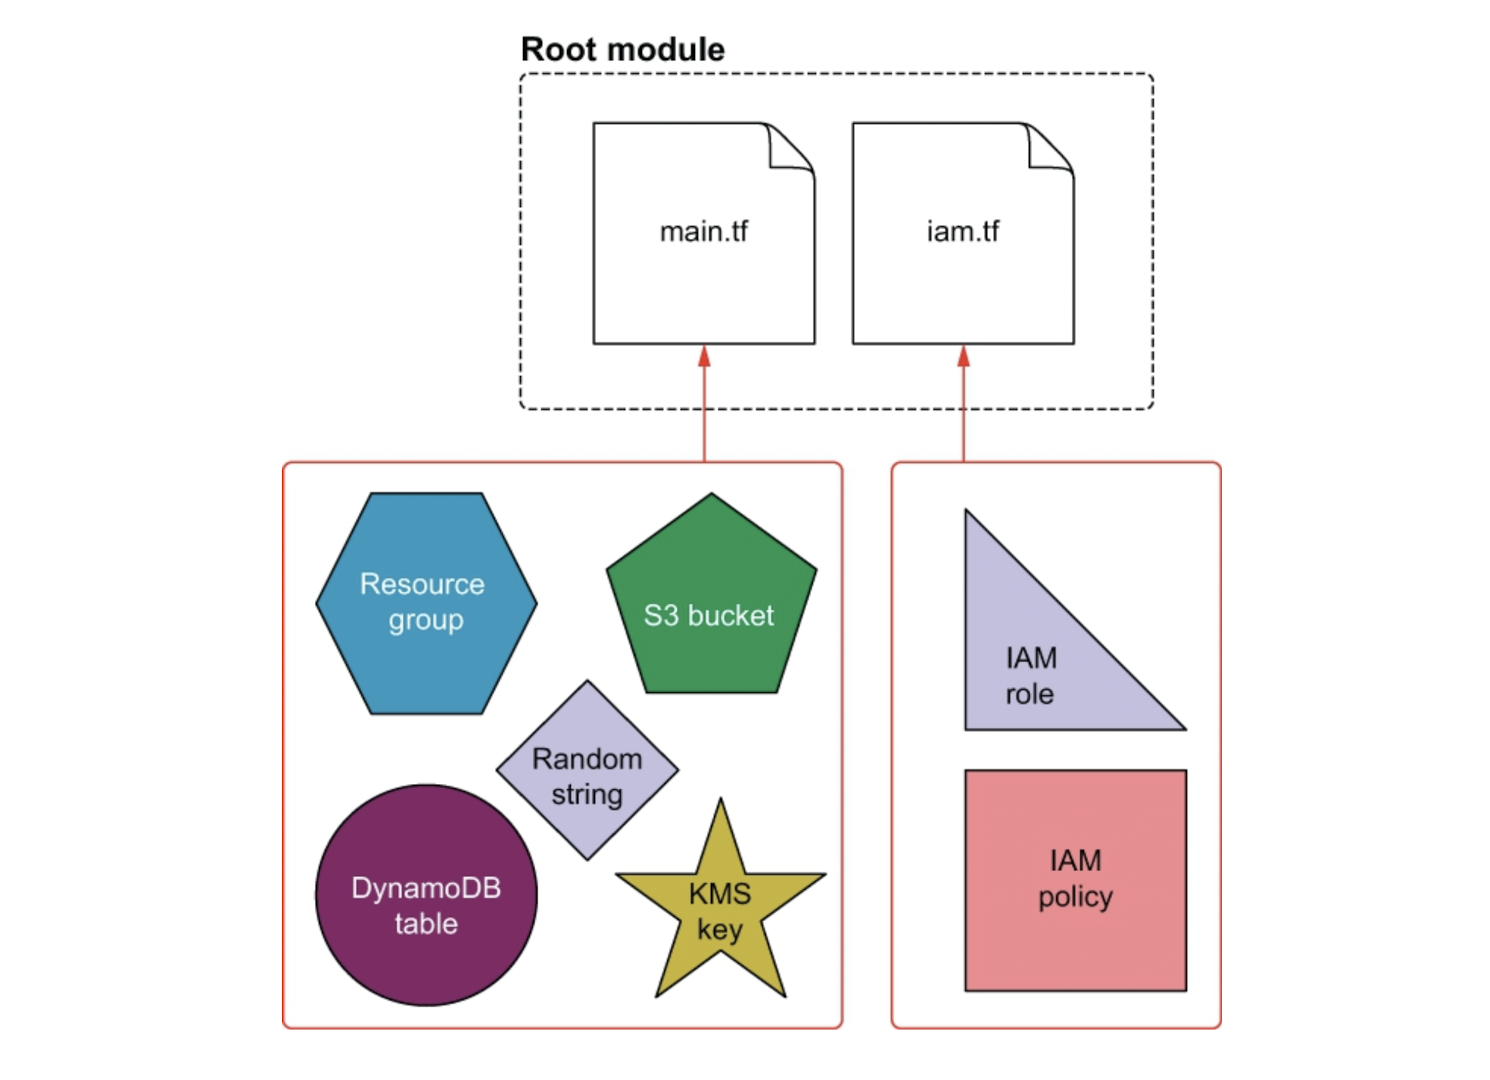 Root module
main.tf
iam.tf
Resource
group
S3 bucket
Random
string
DynamoDB
table
KMS
key
IAM
role
IAM
policy